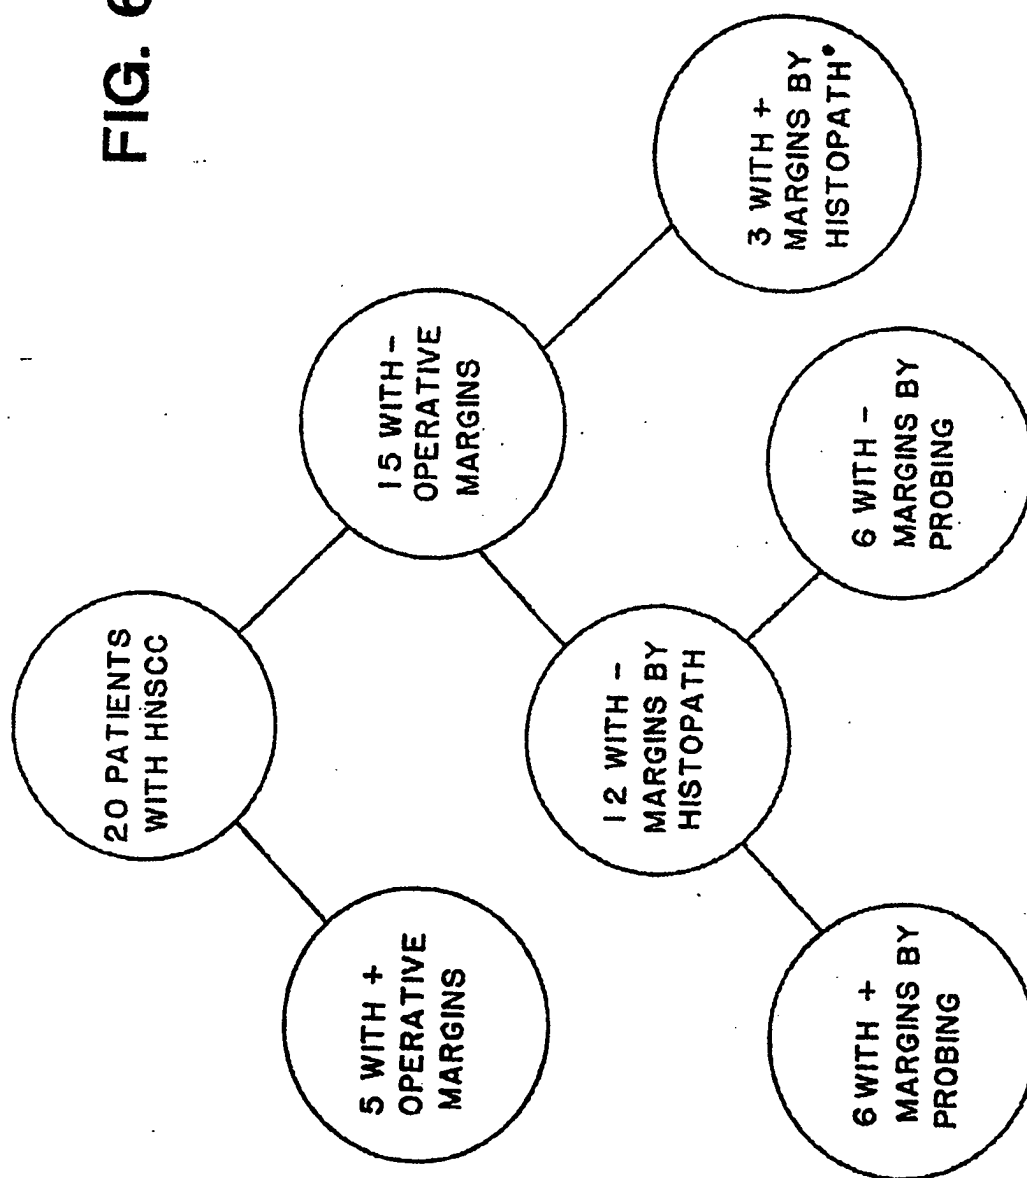 FIG. 6
20 PATIENTS
WITH HNSCC
5 WITH +
OPERATIVE
MARGINS
15 WITH -
OPERATIVE
MARGINS
12 WITH -
MARGINS BY
HISTOPATH
3 WITH +
MARGINS BY
HISTOPATH*
6 WITH +
MARGINS BY
PROBING
6 WITH -
MARGINS BY
PROBING